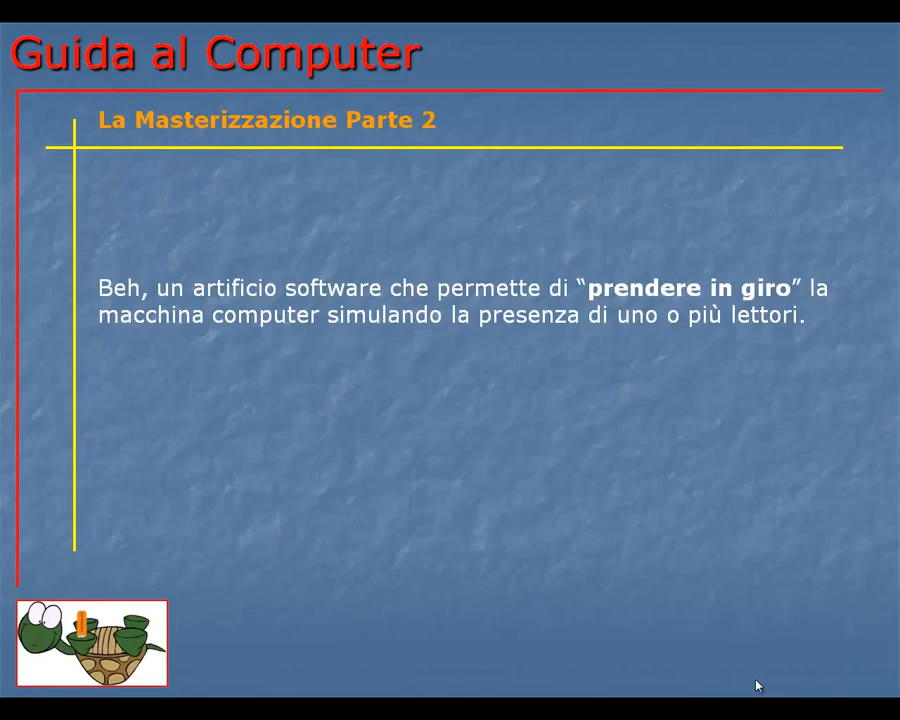 Guida al Computer
La Masterizzazione Parte 2
Beh, un artificio software che permette di “prendere in giro” la
macchina computer simulando la presenza di uno o più lettori.